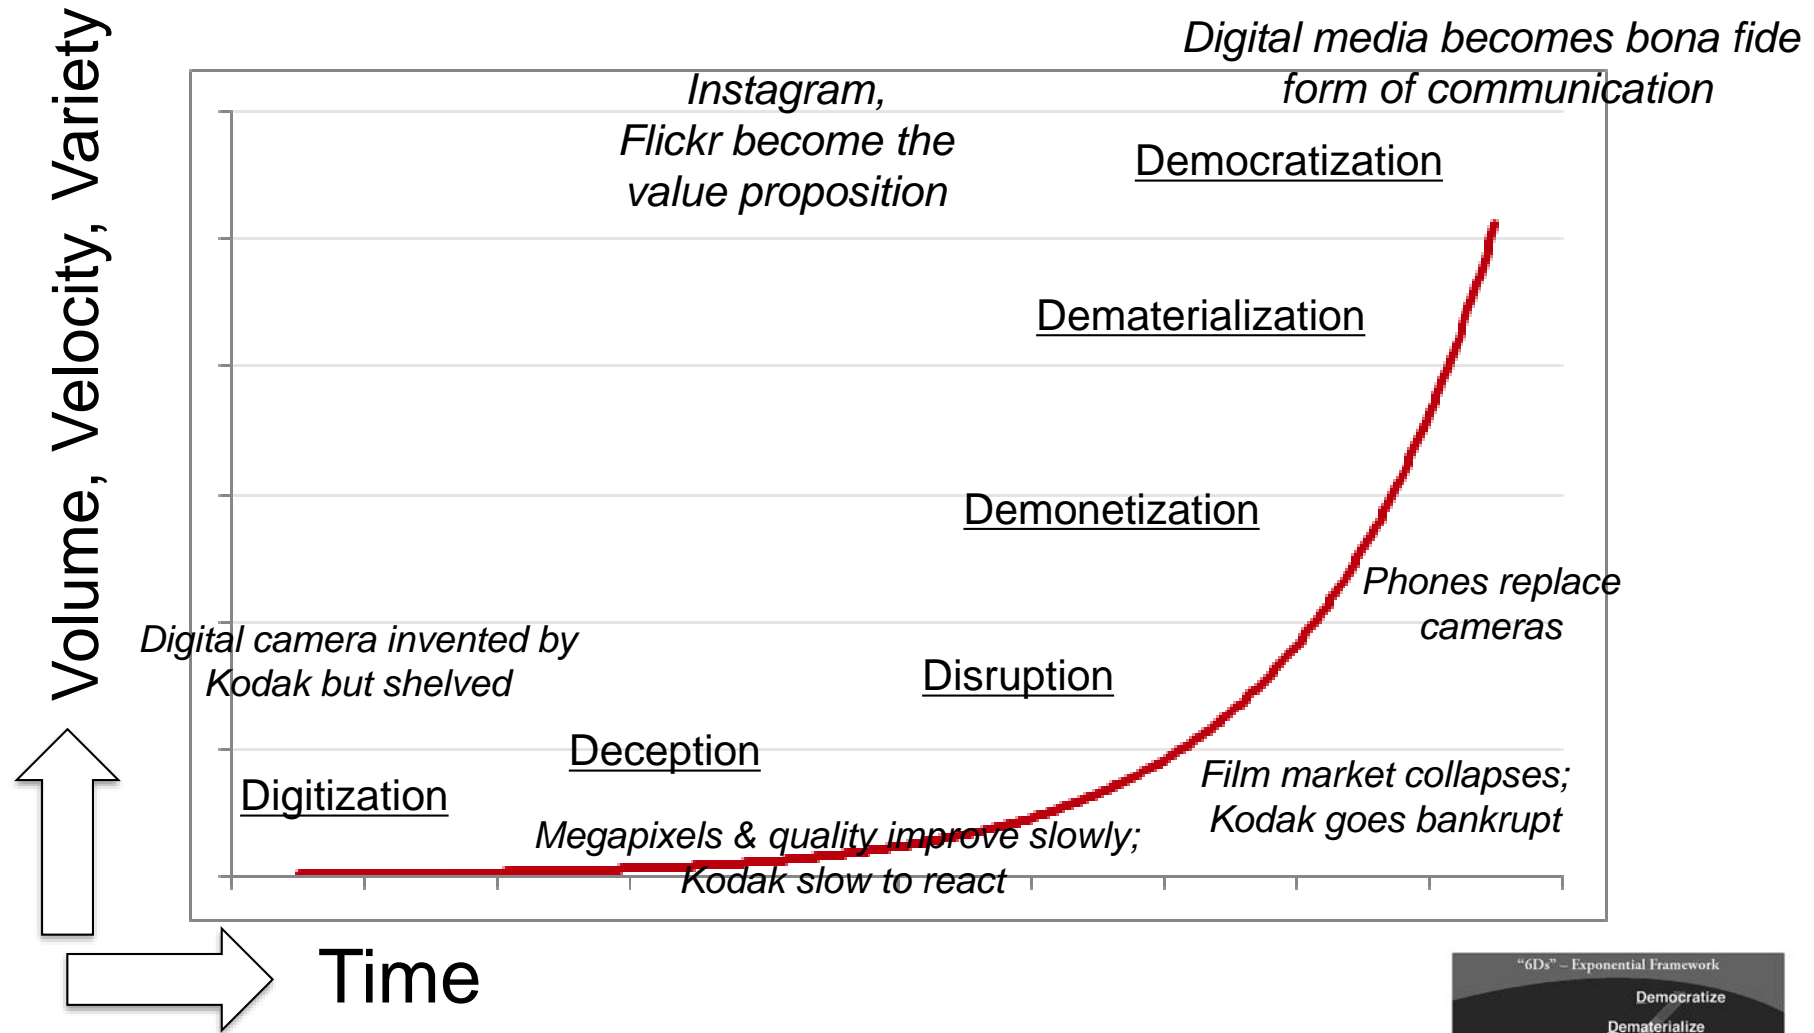 Volume, Velocity, Variety
Digital media becomes bona fide
form of communication
Instagram,
Flickr become the
value proposition
Democratization
Dematerialization
Demonetization
Phones replace
cameras
Digital camera invented by
Kodak but shelved
Disruption
Deception
Digitization
Film market collapses;
Kodak goes bankrupt
Megapixels & quality improve slowly;
Kodak slow to react
Time
“6Ds” – Exponential Framework
Democratize
Dematerialize